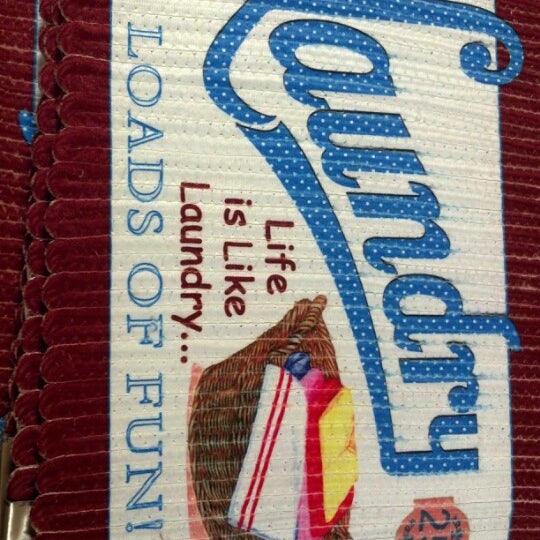 Laundry
Life
is Like
Laundry...
LOADS OF FUN!